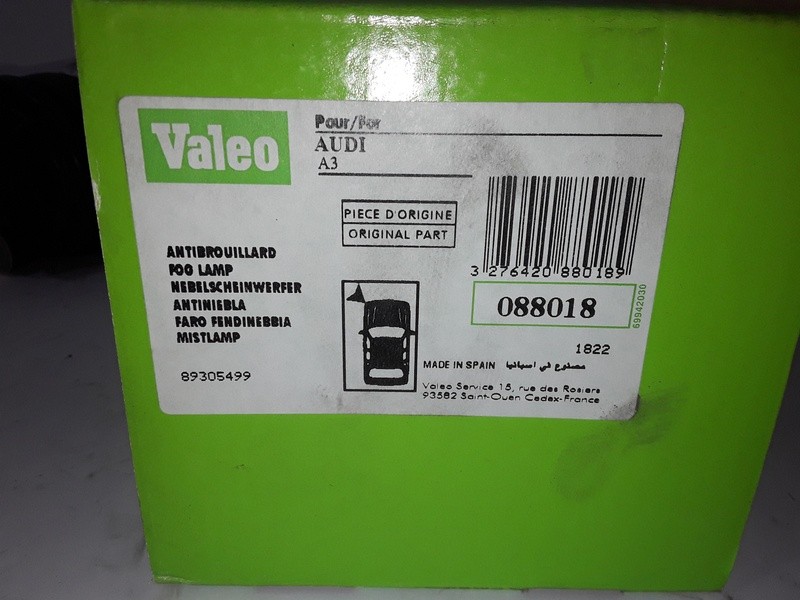 Valeo
Pour/For
AUDI
A3
PIECE D'ORIGINE
ORIGINAL PART
3 276420 880189
088018
69942030
ANTIBROUILLARD
FOG LAMP
NEBELSCHEINWERFER
ANTINIEBLA
FARO FENDINEBBIA
MISTLAMP
89305499
1822
MADE IN SPAIN مصنوع في اسبانيا
Valeo Service 15, rue des Rosiers
93582 Saint-Ouen Cedex-France